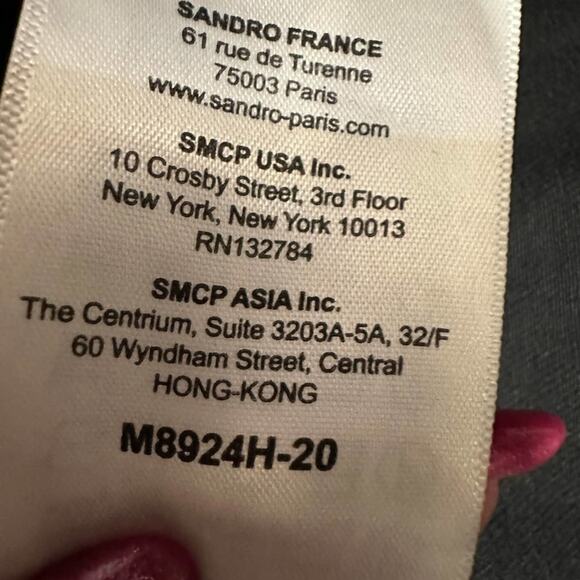 SANDRO FRANCE
61 rue de Turenne
75003 Paris
www.sandro-paris.com
SMCP USA Inc.
10 Crosby Street, 3rd Floor
New York, New York 10013
RN132784
SMCP ASIA Inc.
The Centrium, Suite 3203A-5A, 32/F
60 Wyndham Street, Central
HONG-KONG
M8924H-20